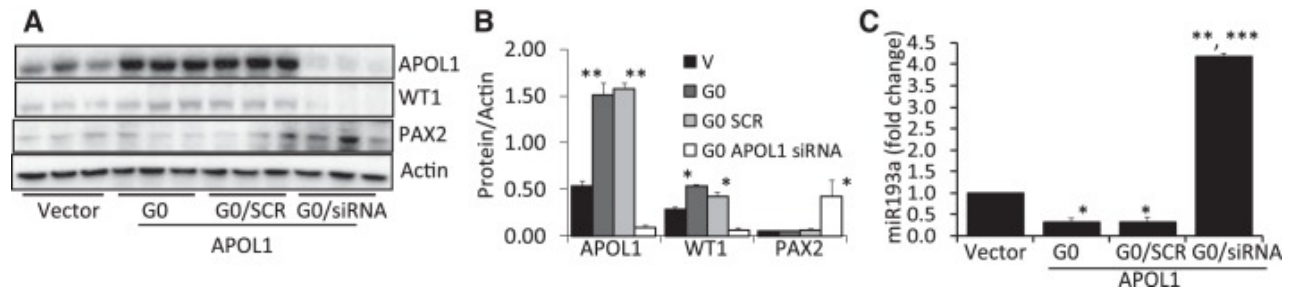 A
APOL1
WT1
PAX2
Actin
Vector G0 G0/SCR G0/siRNA
APOL1
B
Protein/Actin
2.00
1.50
1.00
0.50
0.00
** **
* *
*
V
G0
G0 SCR
G0 APOL1 siRNA
APOL1 WT1 PAX2
C
miR193a (fold change)
4.5
4.0
3.5
3.0
2.5
2.0
1.5
1.0
0.5
0.0
**, ***
* *
Vector G0 G0/SCR G0/siRNA
APOL1